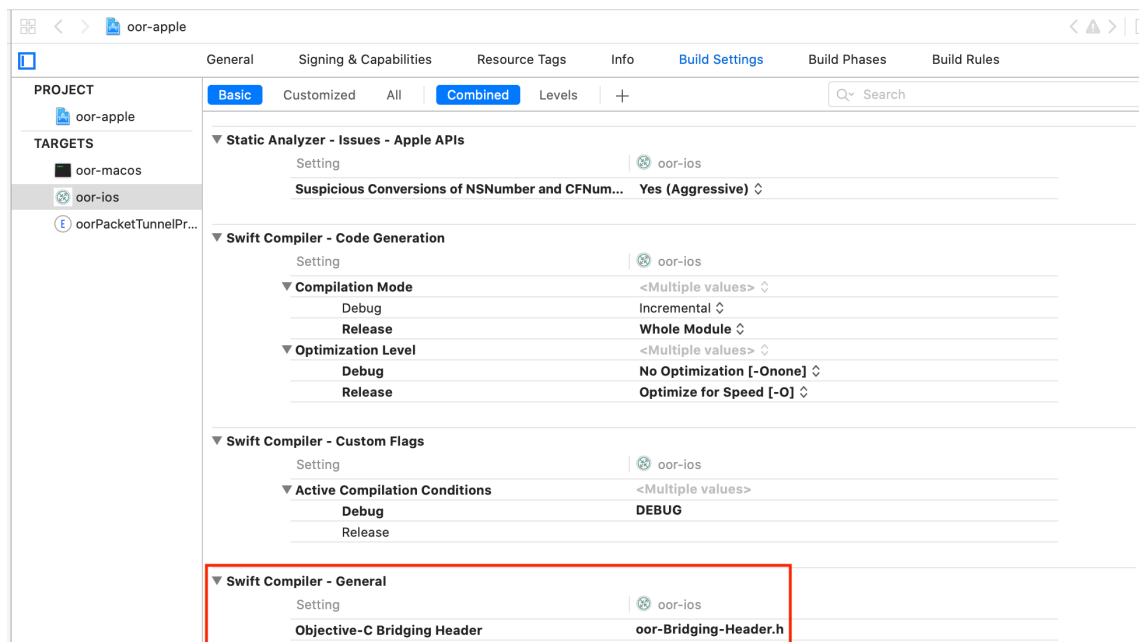 oor-apple
General Signing & Capabilities Resource Tags Info Build Settings Build Phases Build Rules
PROJECT
oor-apple
TARGETS
oor-macos
oor-ios
E oorPacketTunnelPr...
Basic Customized All Combined Levels + Search
Static Analyzer - Issues - Apple APIs
Setting oor-ios
Suspicious Conversions of NSNumber and CFNum... Yes (Aggressive)
Swift Compiler - Code Generation
Setting oor-ios
Compilation Mode <Multiple values>
Debug Incremental
Release Whole Module
Optimization Level <Multiple values>
Debug No Optimization [-Onone]
Release Optimize for Speed [-O]
Swift Compiler - Custom Flags
Setting oor-ios
Active Compilation Conditions <Multiple values>
Debug DEBUG
Release
Swift Compiler - General
Setting oor-ios
Objective-C Bridging Header oor-Bridging-Header.h